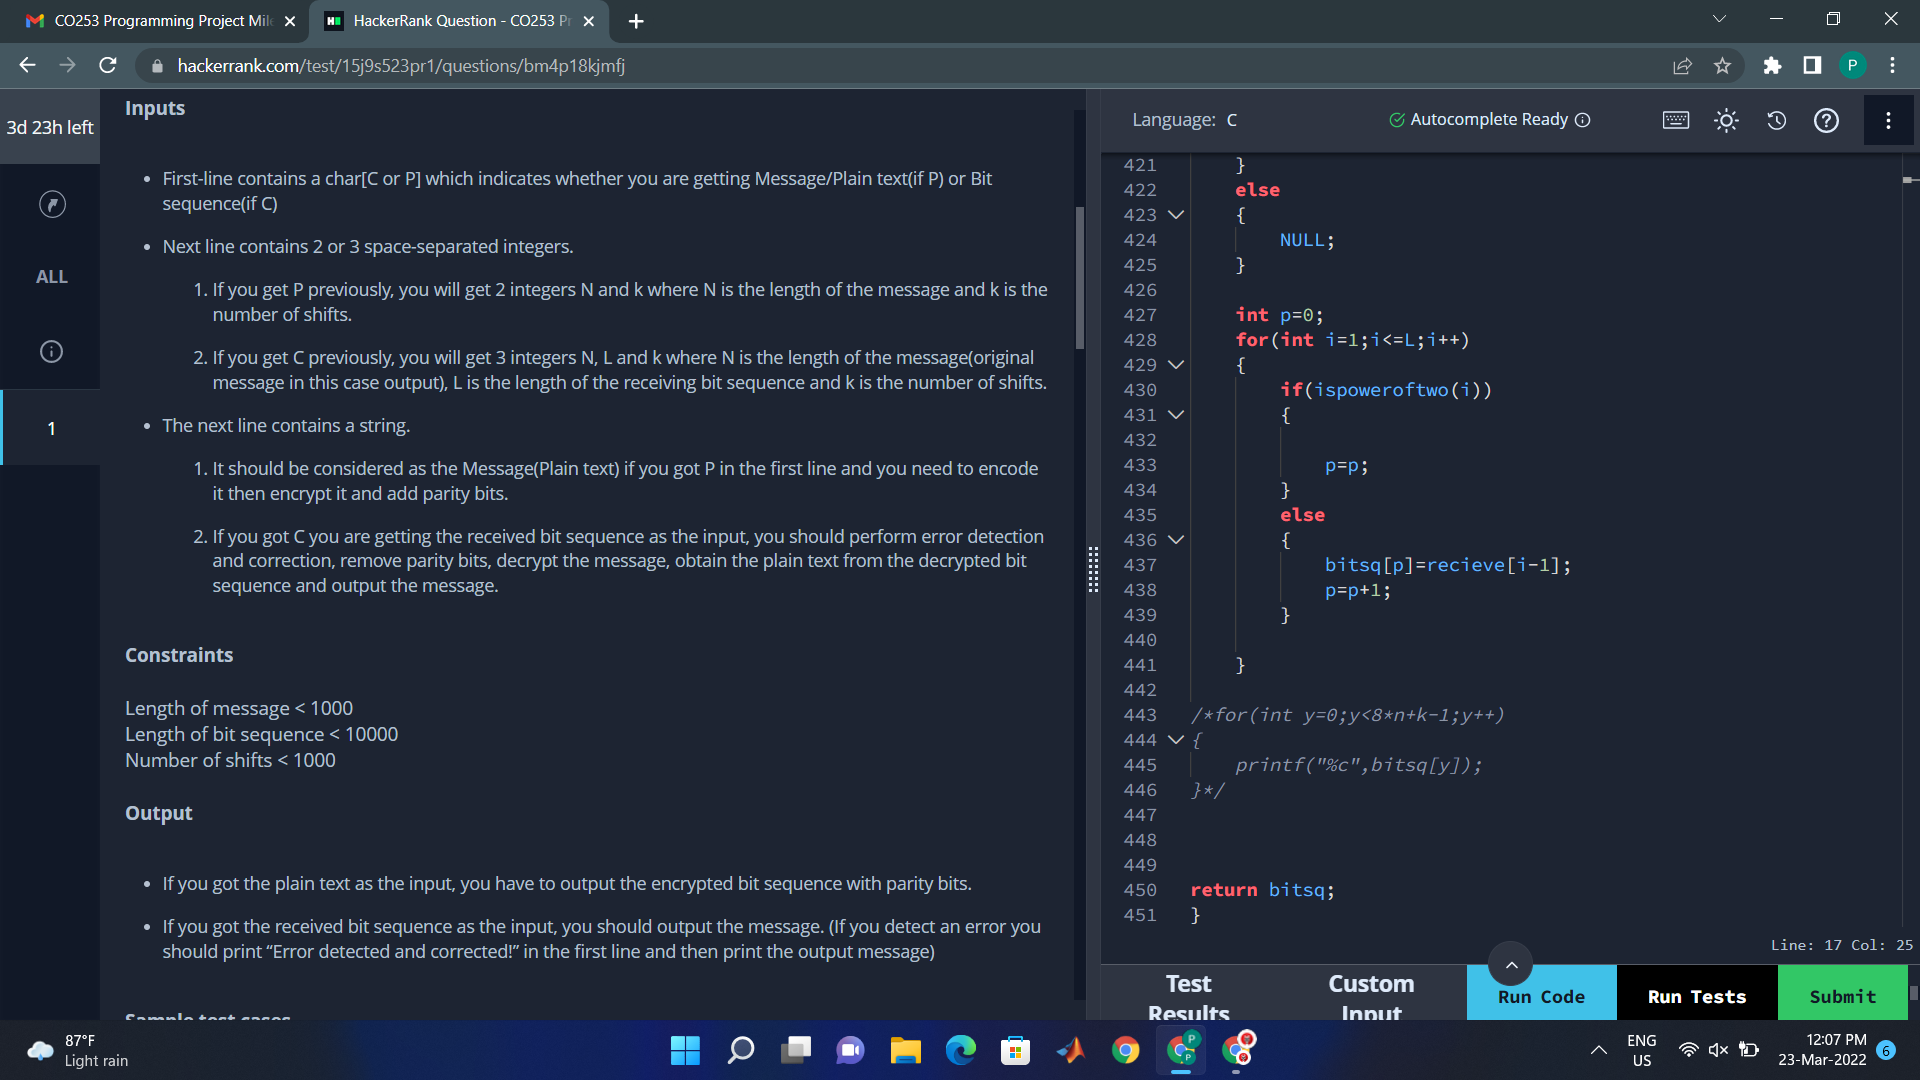 CO253 Programming Project Mile
HackerRank Question - CO253 Pr
hackerrank.com/test/15j9s523pr1/questions/bm4p18kjmfj
P
3d 23h left
ALL
1
Inputs
• First-line contains a char[C or P] which indicates whether you are getting Message/Plain text(if P) or Bit
sequence(if C)
• Next line contains 2 or 3 space-separated integers.
1. If you get P previously, you will get 2 integers N and k where N is the length of the message and k is the
number of shifts.
2. If you get C previously, you will get 3 integers N, L and k where N is the length of the message(original
message in this case output), L is the length of the receiving bit sequence and k is the number of shifts.
• The next line contains a string.
1. It should be considered as the Message(Plain text) if you got P in the first line and you need to encode
it then encrypt it and add parity bits.
2. If you got C you are getting the received bit sequence as the input, you should perform error detection
and correction, remove parity bits, decrypt the message, obtain the plain text from the decrypted bit
sequence and output the message.
Constraints
Length of message < 1000
Length of bit sequence < 10000
Number of shifts < 1000
Output
• If you got the plain text as the input, you have to output the encrypted bit sequence with parity bits.
• If you got the received bit sequence as the input, you should output the message. (If you detect an error you
should print “Error detected and corrected!” in the first line and then print the output message)
Sample test cases
Language: C
Autocomplete Ready
421 }
422 else
423 {
424 NULL;
425 }
426
427 int p=0;
428 for(int i=1;i<=L;i++)
429 {
430 if(ispoweroftwo(i))
431 {
432
433 p=p;
434 }
435 else
436 {
437 bitsq[p]=recieve[i-1];
438 p=p+1;
439 }
440
441 }
442
443 /*for(int y=0;y<8*n+k-1;y++)
444 {
445 printf("%c",bitsq[y]);
446 }*/
447
448
449
450 return bitsq;
451 }
Line: 17 Col: 25
Test
Results
Custom
Input
Run Code
Run Tests
Submit
87°F
Light rain
ENG
US
12:07 PM
23-Mar-2022
6